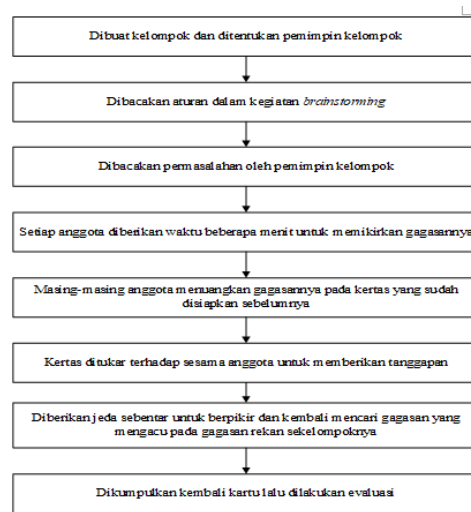 Dibuat kelompok dan ditentukan pemimpin kelompok
Dibacakan aturan dalam kegiatan brainstorming
Dibacakan permasalahan oleh pemimpin kelompok
Setiap anggota diberikan waktu beberapa menit untuk memikirkan gagasannya
Masing-masing anggota menuangkan gagasannya pada kertas yang sudah
disiapkan sebelumnya
Kertas ditukar terhadap sesama anggota untuk memberikan tanggapan
Diberikan jeda sebentar untuk berpikir dan kembali mencari gagasan yang
mengacu pada gagasan rekan sekelompoknya
Dikumpulkan kembali kartu lalu dilakukan evaluasi